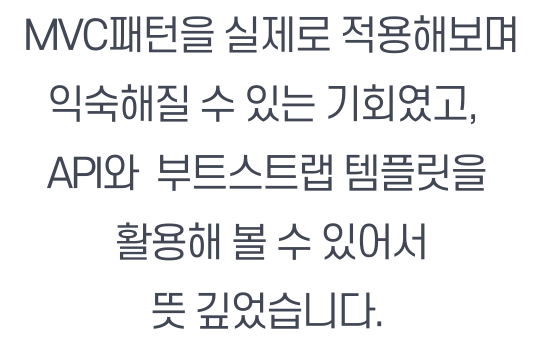 MVC패턴을 실제로 적용해보며
익숙해질 수 있는 기회였고,
API와 부트스트랩 템플릿을
활용해 볼 수 있어서
뜻 깊었습니다.